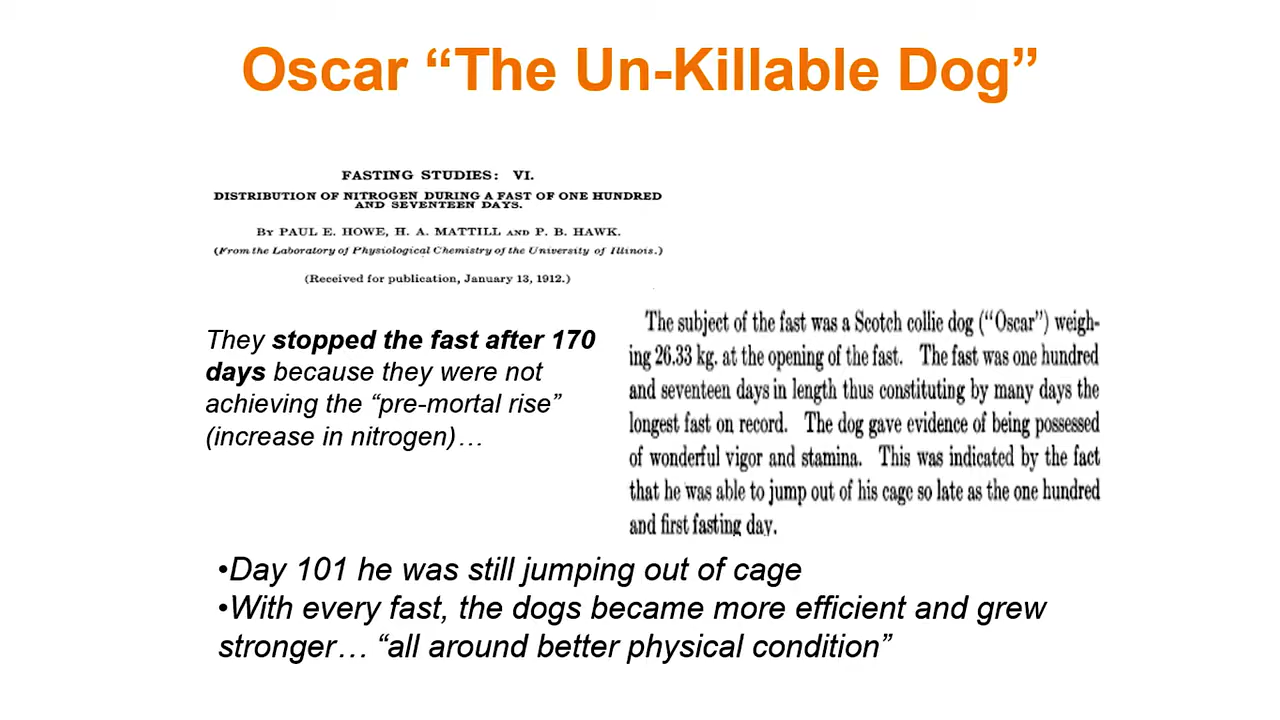 Oscar “The Un-Killable Dog”
FASTING STUDIES: VI.
DISTRIBUTION OF NITROGEN DURING A FAST OF ONE HUNDRED
AND SEVENTEEN DAYS.
By PAUL E. HOWE, H. A. MATTILL AND P. B. HAWK.
(From the Laboratory of Physiological Chemistry of the University of Illinois.)
(Received for publication, January 13, 1912.)
They stopped the fast after 170
days because they were not
achieving the “pre-mortal rise”
(increase in nitrogen)…
The subject of the fast was a Scotch collie dog (“Oscar”) weigh-
ing 26.33 kg. at the opening of the fast. The fast was one hundred
and seventeen days in length thus constituting by many days the
longest fast on record. The dog gave evidence of being possessed
of wonderful vigor and stamina. This was indicated by the fact
that he was able to jump out of his cage so late as the one hundred
and first fasting day.
•Day 101 he was still jumping out of cage
•With every fast, the dogs became more efficient and grew
stronger… “all around better physical condition”